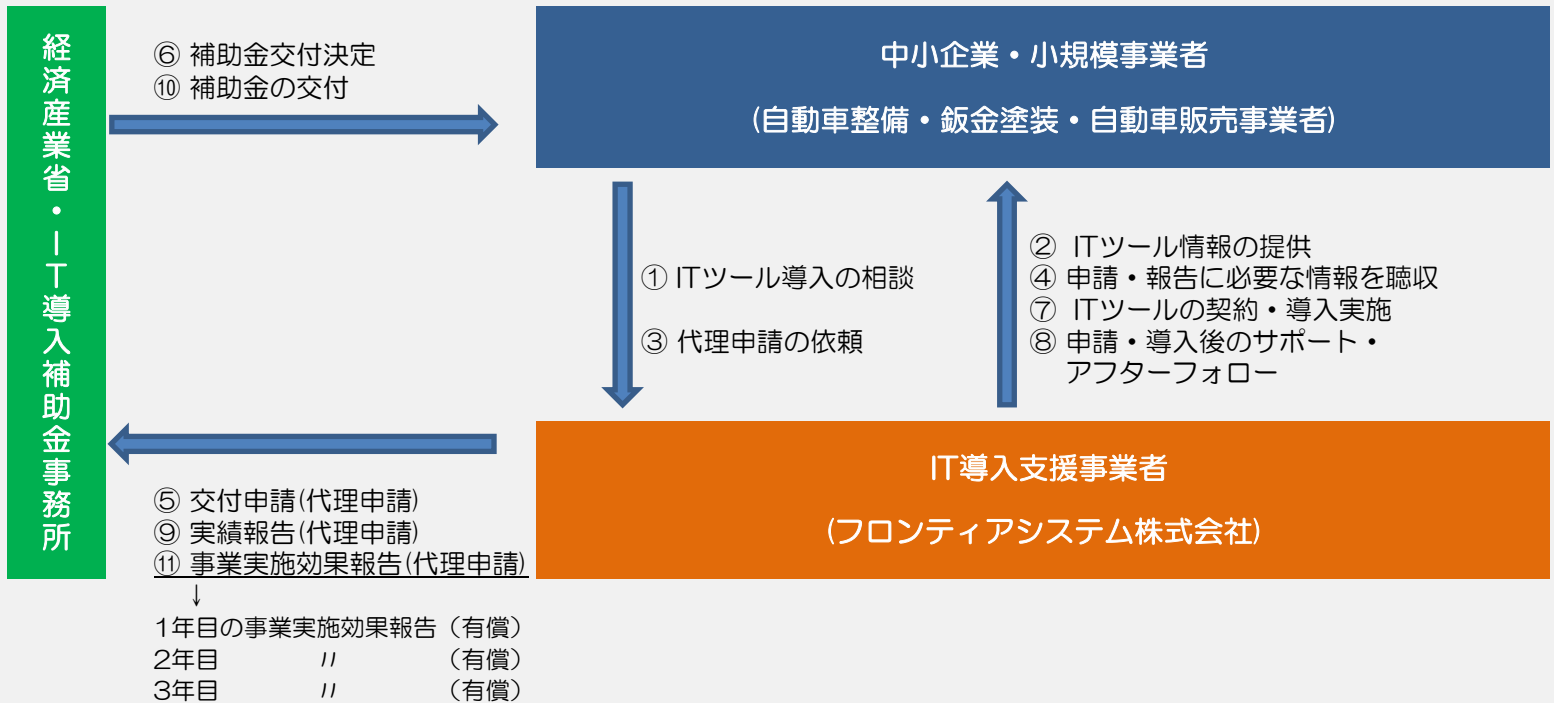 経済産業省・IT導入補助金事務所
⑥ 補助金交付決定
⑩ 補助金の交付
中小企業・小規模事業者
(自動車整備・鈑金塗装・自動車販売事業者)
① ITツール導入の相談
③ 代理申請の依頼
② ITツール情報の提供
④ 申請・報告に必要な情報を聴収
⑦ ITツールの契約・導入実施
⑧ 申請・導入後のサポート・
アフターフォロー
IT導入支援事業者
(フロンティアシステム株式会社)
⑤ 交付申請(代理申請)
⑨ 実績報告(代理申請)
⑪ 事業実施効果報告(代理申請)
↓
1年目の事業実施効果報告（有償）
2年目 〃 （有償）
3年目 〃 （有償）